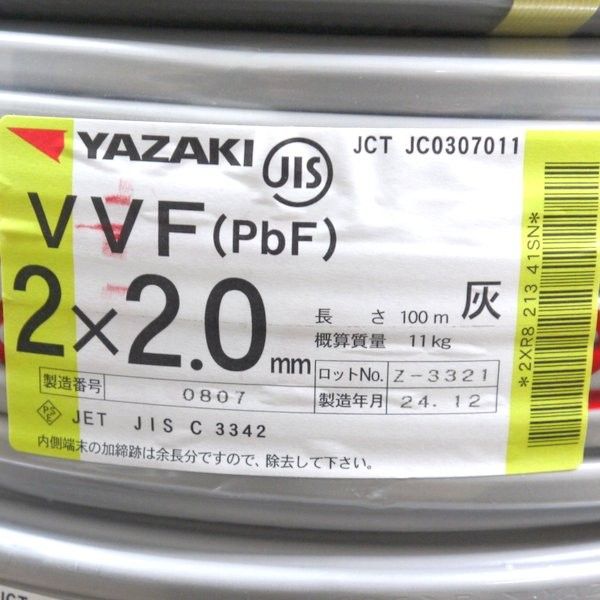 YAZAKI JIS JCT JC0307011
VVF(PbF)
2×2.0mm
長さ 100m 灰
概算質量 11kg
ロットNo. Z-3321
製造番号 0807
製造年月 24.12
PS E JET JIS C 3342
内側端末の加締跡は余長分ですので、除去して下さい。
*2XR8 213 41SN*
JCT